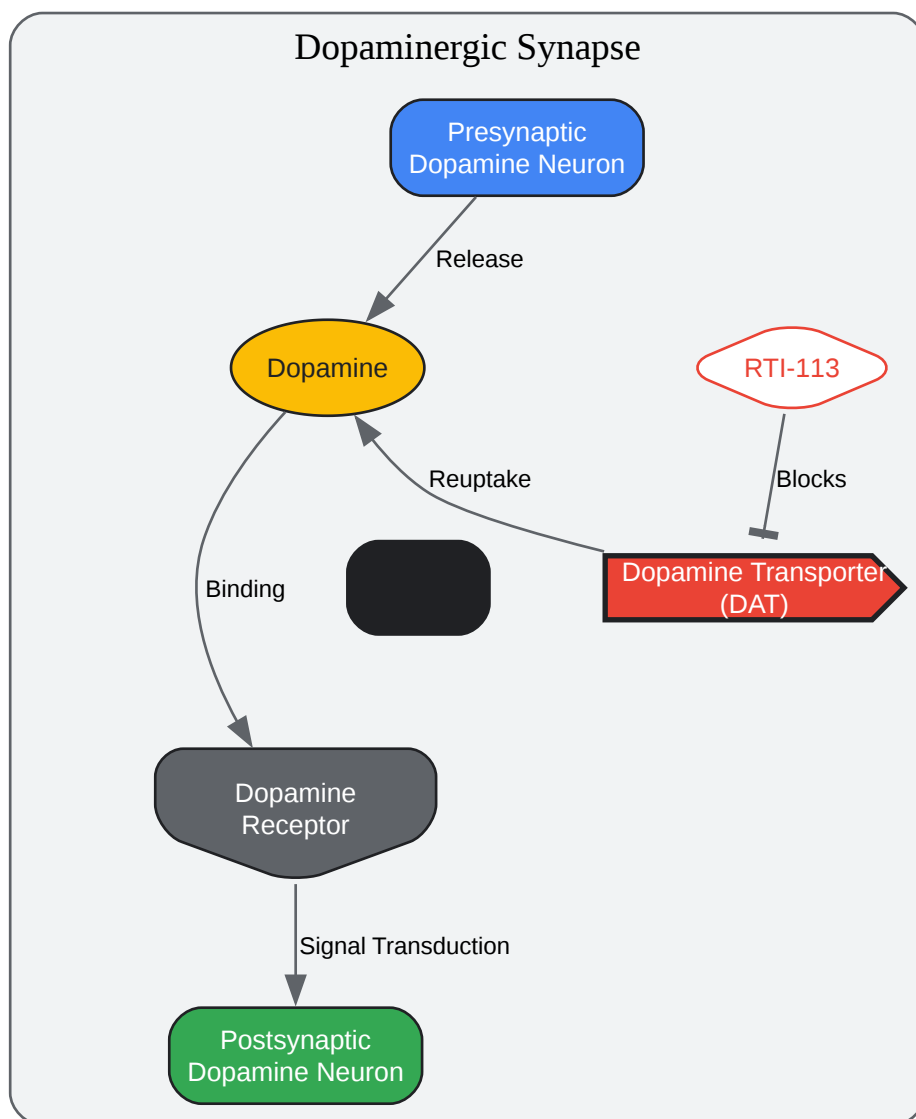 Dopaminergic Synapse
Presynaptic
Dopamine Neuron
Release
Dopamine
RTI-113
Reuptake
Blocks
Dopamine Transporter
(DAT)
Binding
Dopamine
Receptor
Signal Transduction
Postsynaptic
Dopamine Neuron